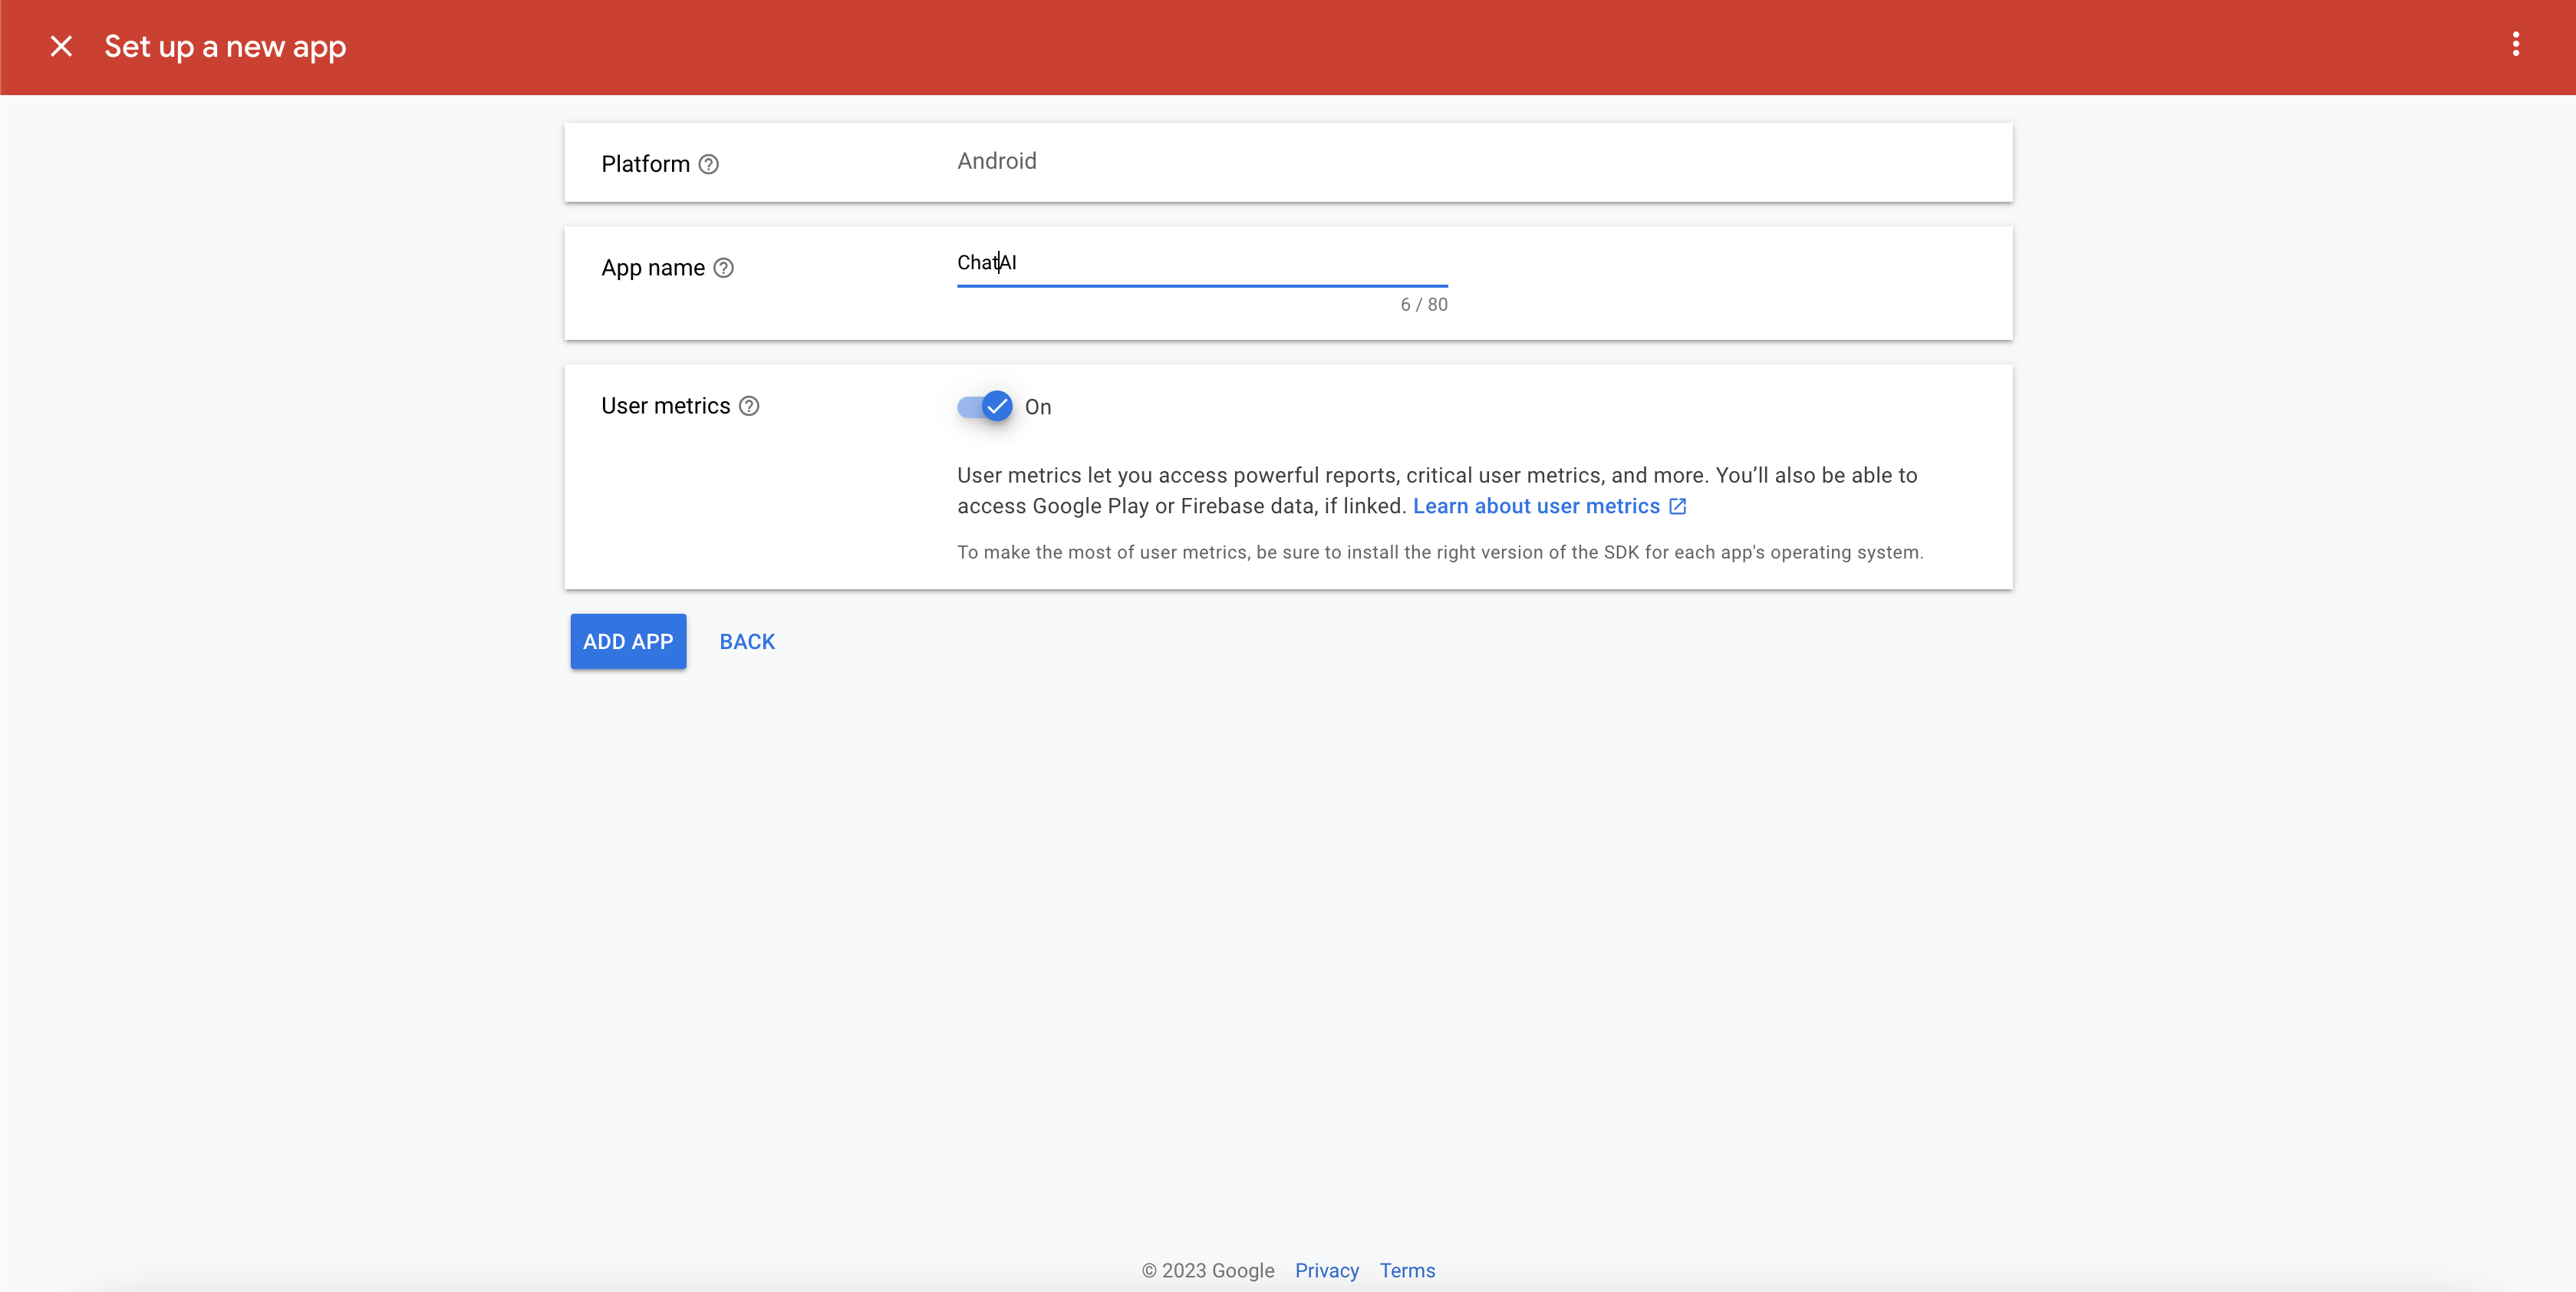 Set up a new app
Platform
Android
App name
ChatAI
6 / 80
User metrics
On
User metrics let you access powerful reports, critical user metrics, and more. You’ll also be able to
access Google Play or Firebase data, if linked. Learn about user metrics
To make the most of user metrics, be sure to install the right version of the SDK for each app's operating system.
ADD APP
BACK
© 2023 Google Privacy Terms